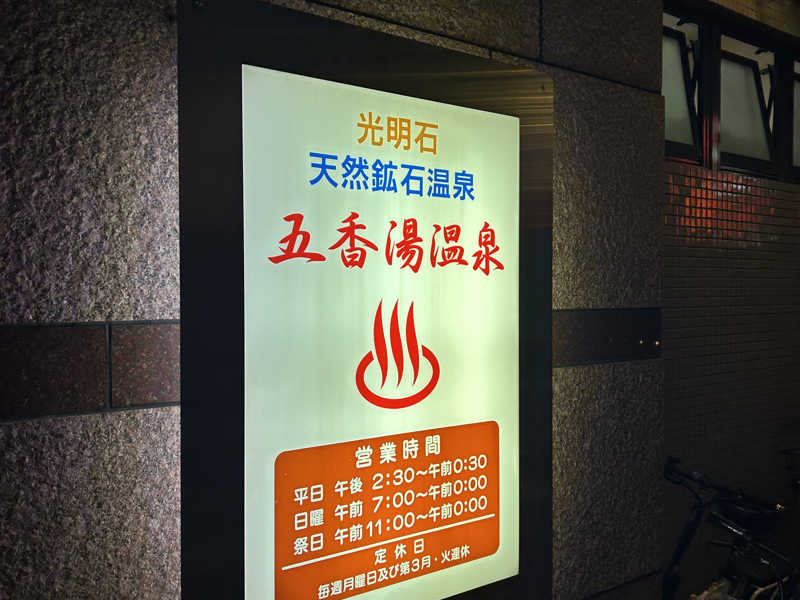 光明石
天然鉱石温泉
五香湯温泉
営業時間
平日 午後 2:30〜午前0:30
日曜 午前 7:00〜午前0:00
祭日 午前11:00〜午前0:00
定休日
毎週月曜日及び第3月・火連休